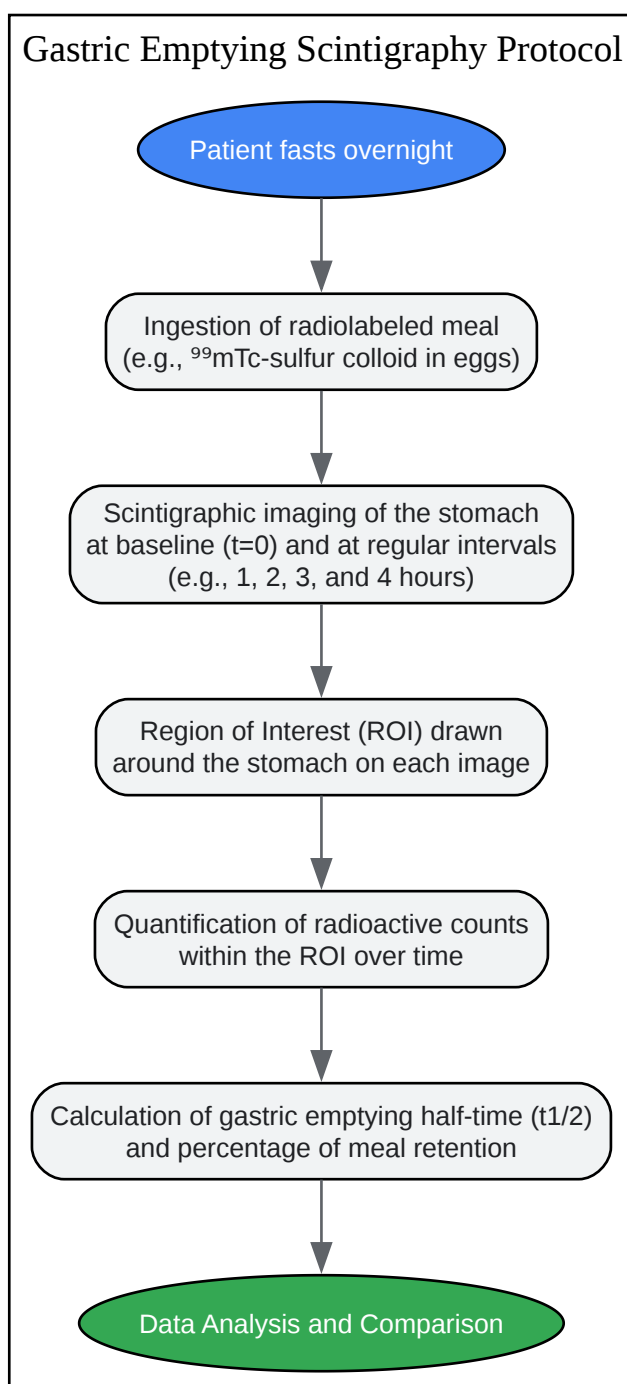 Gastric Emptying Scintigraphy Protocol
Patient fasts overnight
Ingestion of radiolabeled meal
(e.g., ⁹⁹mTc-sulfur colloid in eggs)
Scintigraphic imaging of the stomach
at baseline (t=0) and at regular intervals
(e.g., 1, 2, 3, and 4 hours)
Region of Interest (ROI) drawn
around the stomach on each image
Quantification of radioactive counts
within the ROI over time
Calculation of gastric emptying half-time (t1/2)
and percentage of meal retention
Data Analysis and Comparison